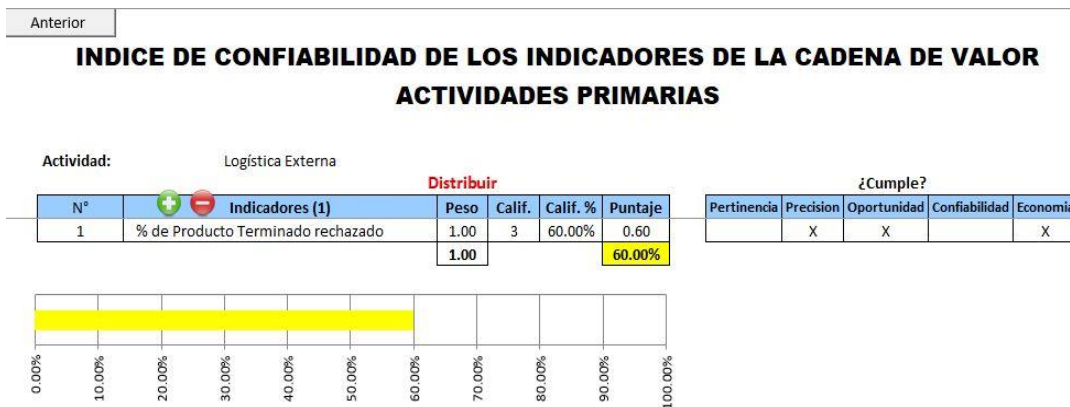 Anterior
INDICE DE CONFIABILIDAD DE LOS INDICADORES DE LA CADENA DE VALOR
ACTIVIDADES PRIMARIAS
Actividad: Logística Externa
Distribuir ¿Cumple?
N° Indicadores (1) Peso Calif. Calif. % Puntaje Pertinencia Precision Oportunidad Confiabilidad Economia
1 % de Producto Terminado rechazado 1.00 3 60.00% 0.60 X X X
1.00 60.00%
0.00% 10.00% 20.00% 30.00% 40.00% 50.00% 60.00% 70.00% 80.00% 90.00% 100.00%